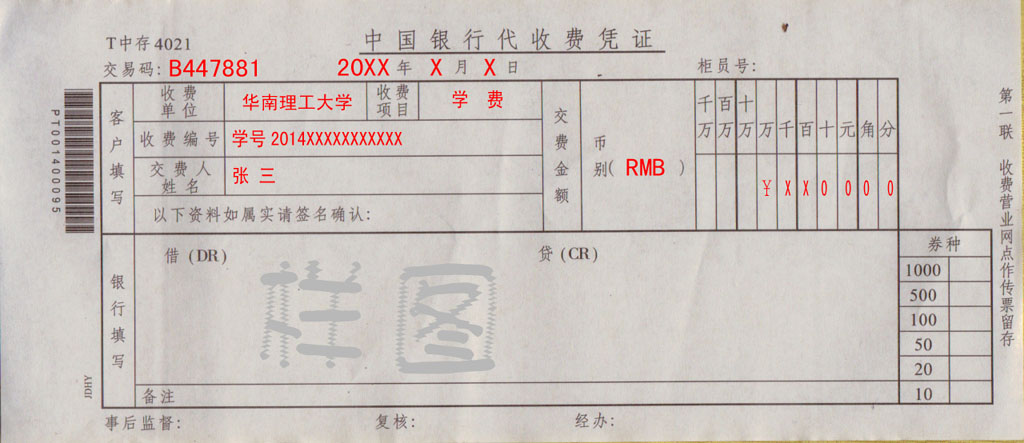 T中存4021
中国银行代收费凭证
交易码: B447881 20XX 年 X 月 X 日 柜员号:
客户填写
收费单位 华南理工大学 收费项目 学 费
收费编号 学号 2014XXXXXXXXXXX
交费人姓名 张 三
以下资料如属实请签名确认:
交费金额 币别( RMB )
千万 百万 十万 万 千 百 十 元 角 分
¥ X X 0 0 0 0
银行填写
借 (DR) 贷 (CR)
样图
券种
1000
500
100
50
20
10
备注
事后监督: 复核: 经办:
第一联 收费营业网点作传票留存
PT0014000095
JDHY